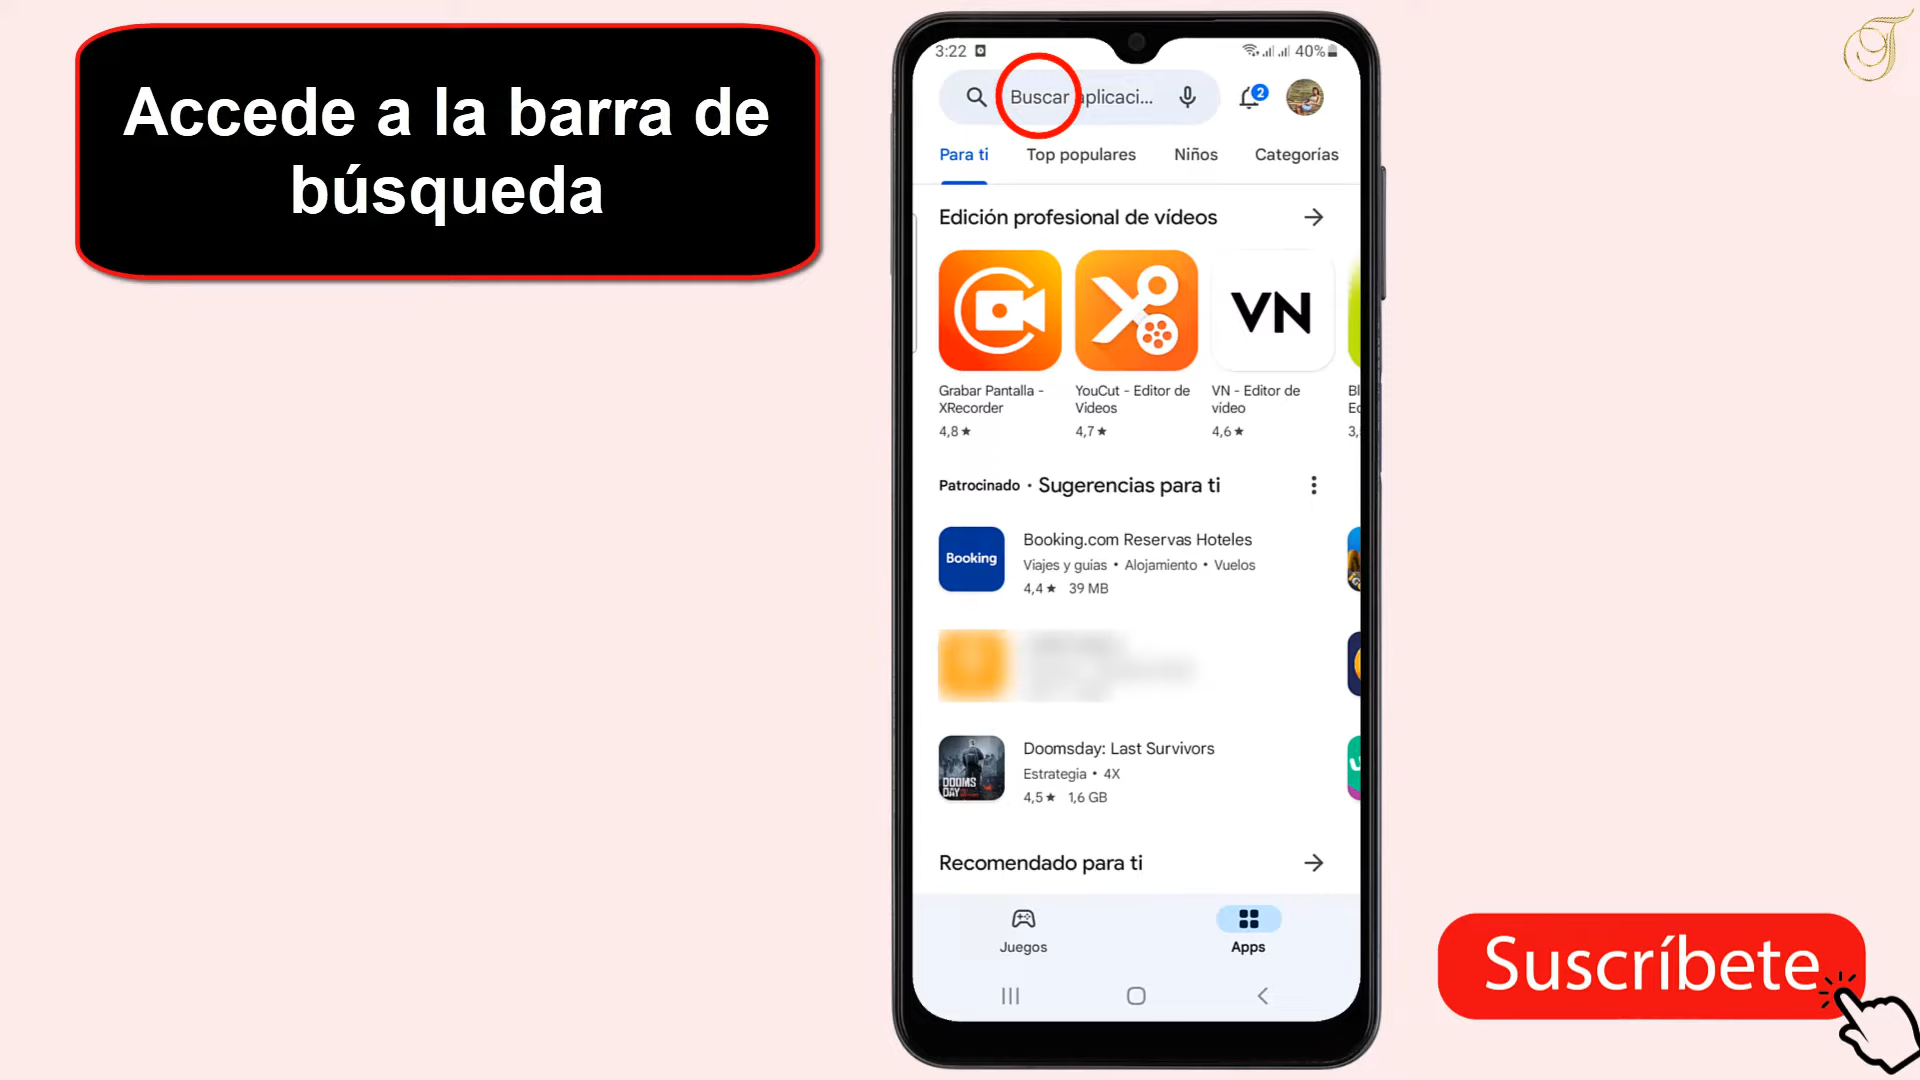 Accede a la barra de
búsqueda
3:22
40%
Buscar aplicaci...
2
Para ti
Top populares
Niños
Categorías
Edición profesional de vídeos
VN
Grabar Pantalla -
XRecorder
4,8★
YouCut - Editor de
Videos
4,7★
VN - Editor de
video
4,6★
Patrocinado • Sugerencias para ti
Booking
Booking.com Reservas Hoteles
Viajes y guías • Alojamiento • Vuelos
4,4★ 39 MB
DOOMS
DAY
Doomsday: Last Survivors
Estrategia • 4X
4,5★ 1,6 GB
Recomendado para ti
Juegos
Apps
Suscríbete